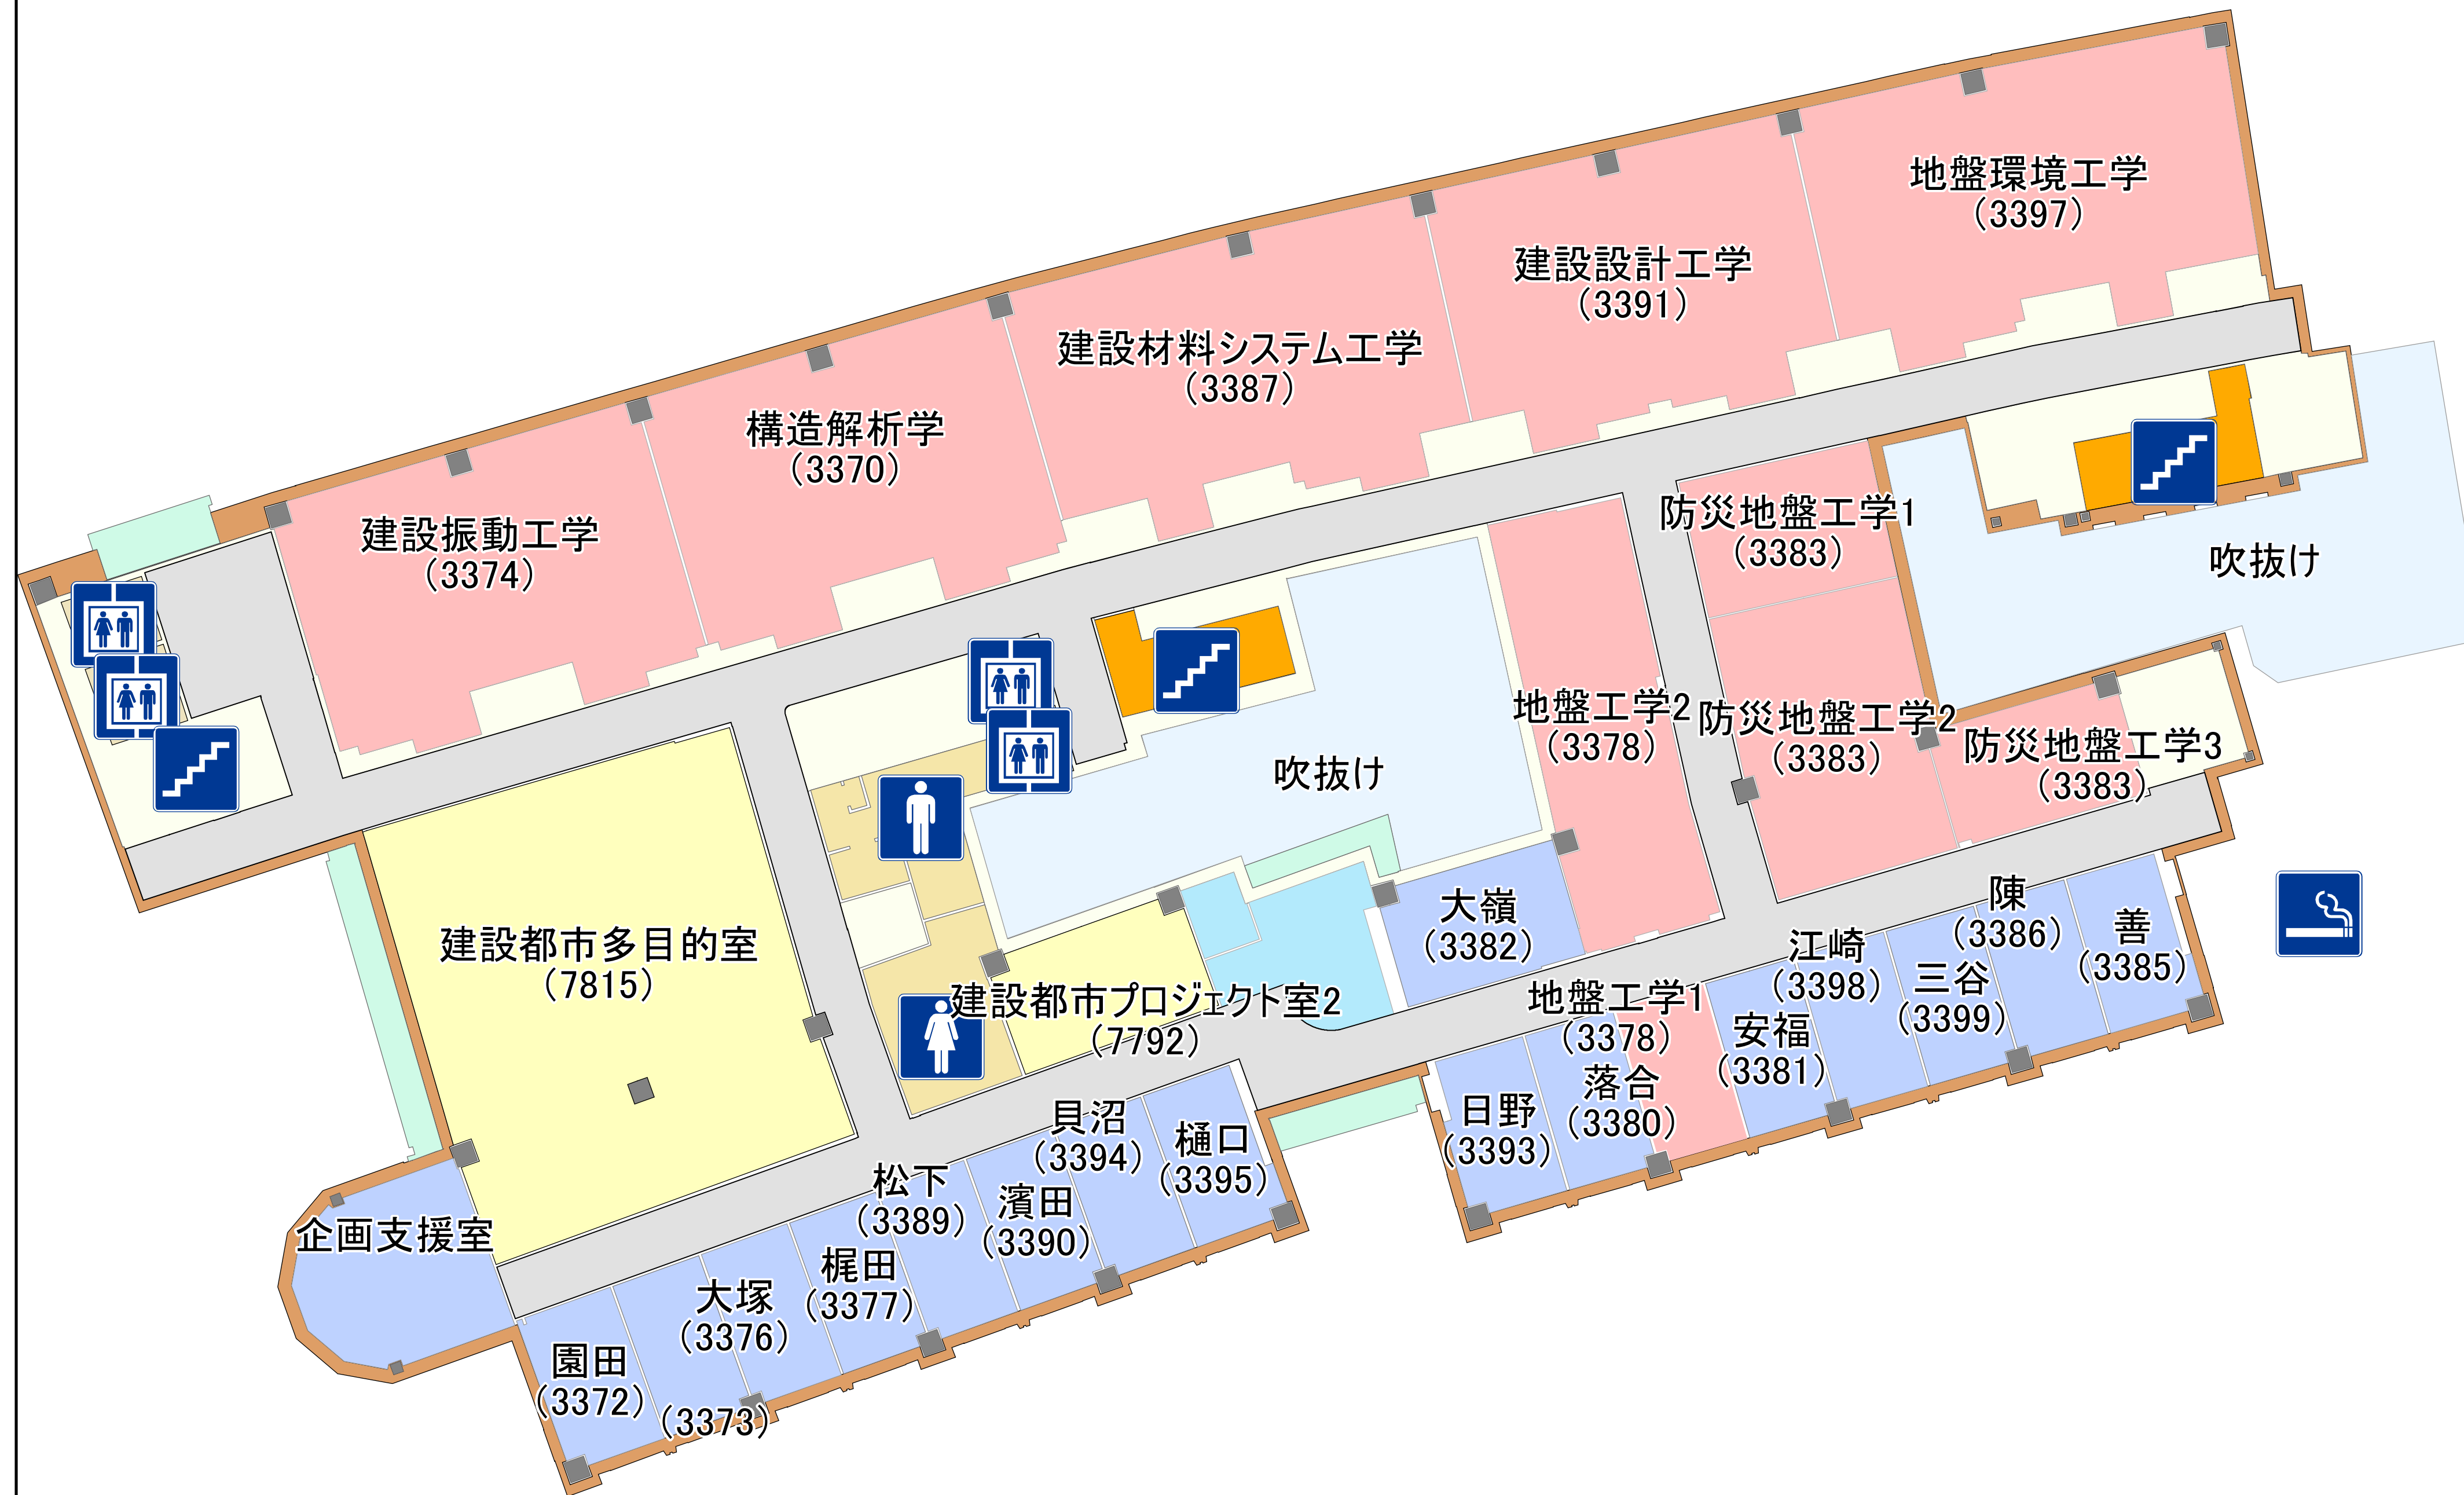 地盤環境工学
(3397)
建設設計工学
(3391)
建設材料システム工学
(3387)
構造解析学
(3370)
建設振動工学
(3374)
防災地盤工学1
(3383)
吹抜け
地盤工学2
(3378)
防災地盤工学2
(3383)
防災地盤工学3
(3383)
吹抜け
建設都市多目的室
(7815)
建設都市プロジェクト室2
(7792)
大嶺
(3382)
地盤工学1
(3378)
江崎
(3398)
陳
(3386)
善
(3385)
三谷
(3399)
安福
(3381)
落合
(3380)
日野
(3393)
樋口
(3395)
貝沼
(3394)
濱田
(3390)
松下
(3389)
梶田
(3377)
大塚
(3376)
(3373)
園田
(3372)
企画支援室